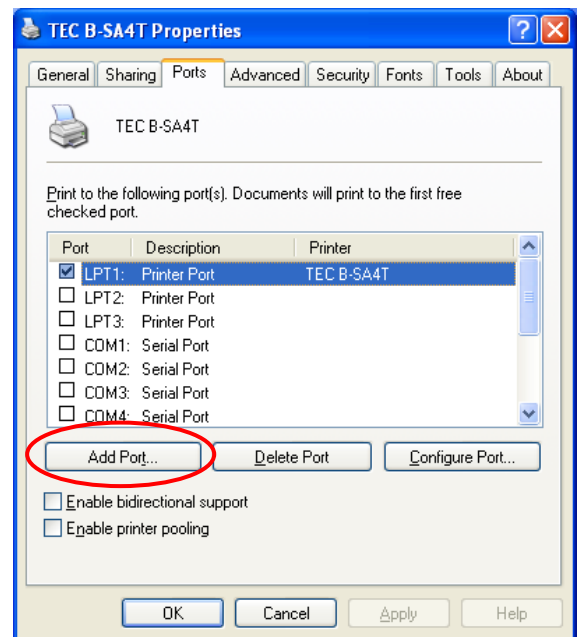 TEC B-SA4T Properties
General Sharing Ports Advanced Security Fonts Tools About
TEC B-SA4T
Print to the following port(s). Documents will print to the first free
checked port.
Port Description Printer
LPT1: Printer Port TEC B-SA4T
LPT2: Printer Port
LPT3: Printer Port
COM1: Serial Port
COM2: Serial Port
COM3: Serial Port
COM4: Serial Port
Add Port... Delete Port Configure Port...
Enable bidirectional support
Enable printer pooling
OK Cancel Apply Help